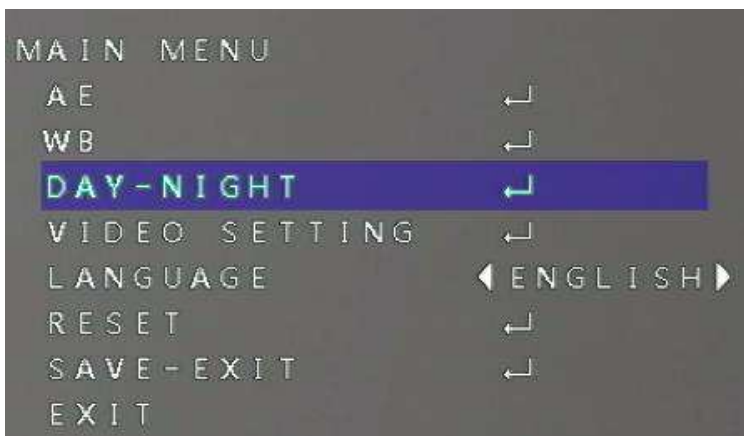 MAIN MENU
AE ↵
WB ↵
DAY-NIGHT ↵
VIDEO SETTING ↵
LANGUAGE ◀ENGLISH▶
RESET ↵
SAVE-EXIT ↵
EXIT